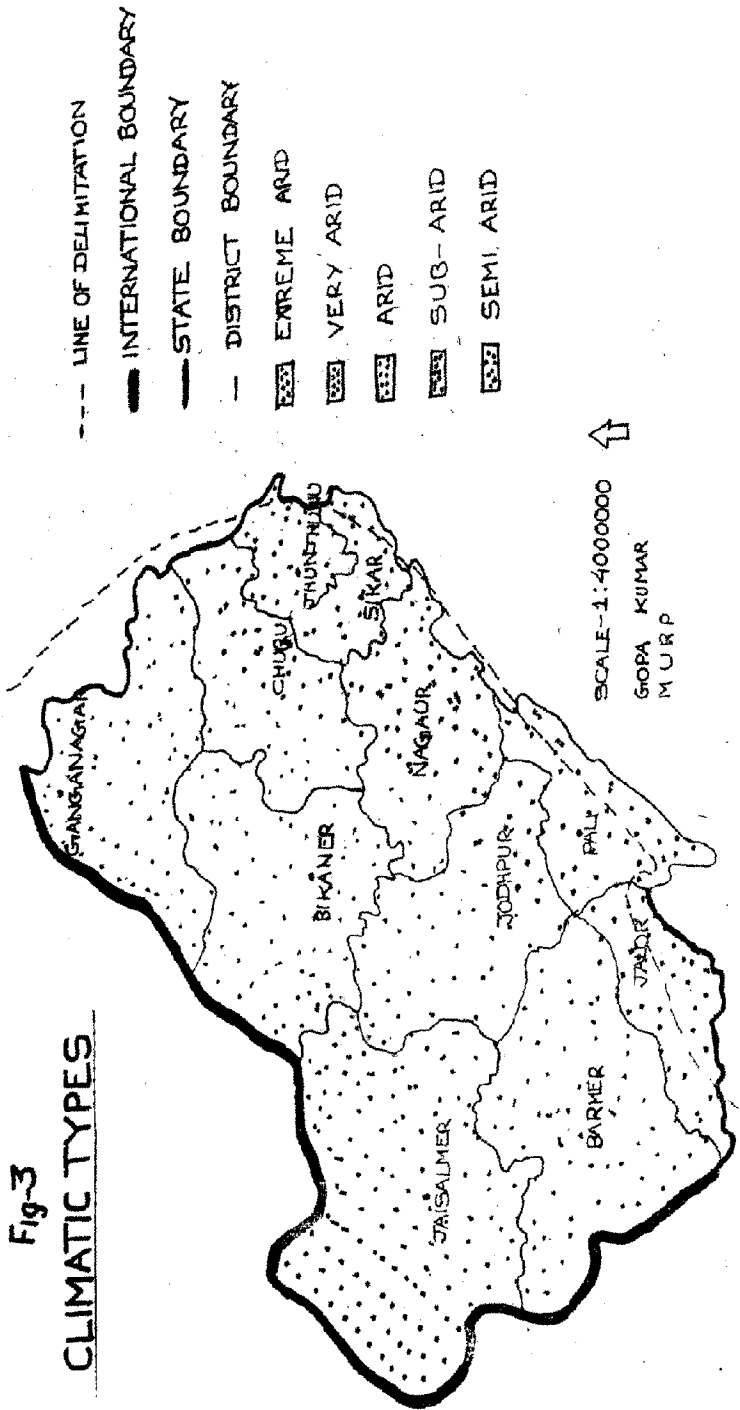 Fig-3
CLIMATIC TYPES
GANGANAGAR
CHURU
JHUNJHUNU
SIKAR
BIKANER
NAGAUR
JAISALMER
JODHPUR
PALI
BARMER
JALOR
--- LINE OF DELIMITATION
INTERNATIONAL BOUNDARY
STATE BOUNDARY
DISTRICT BOUNDARY
EXTREME ARID
VERY ARID
ARID
SUB-ARID
SEMI ARID
SCALE-1:4000000
GOPA KUMAR
M U R P